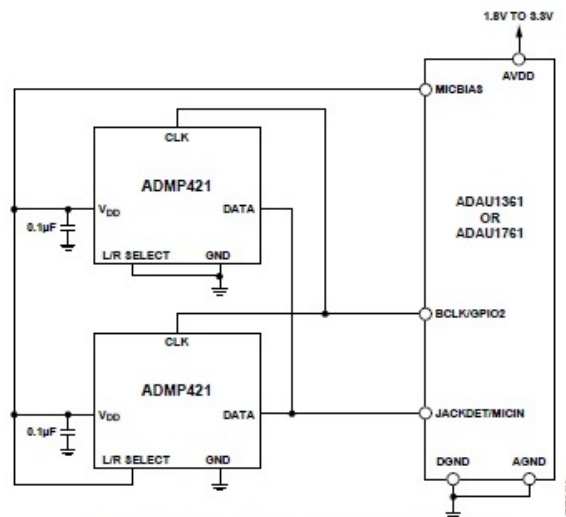 1.8V TO 3.3V
AVDD
MICBIAS
CLK
ADMP421
VDD
DATA
0.1µF
L/R SELECT
GND
ADAU1361
OR
ADAU1761
BCLK/GPIO2
CLK
ADMP421
VDD
DATA
0.1µF
L/R SELECT
GND
JACKDET/MICIN
DGND
AGND